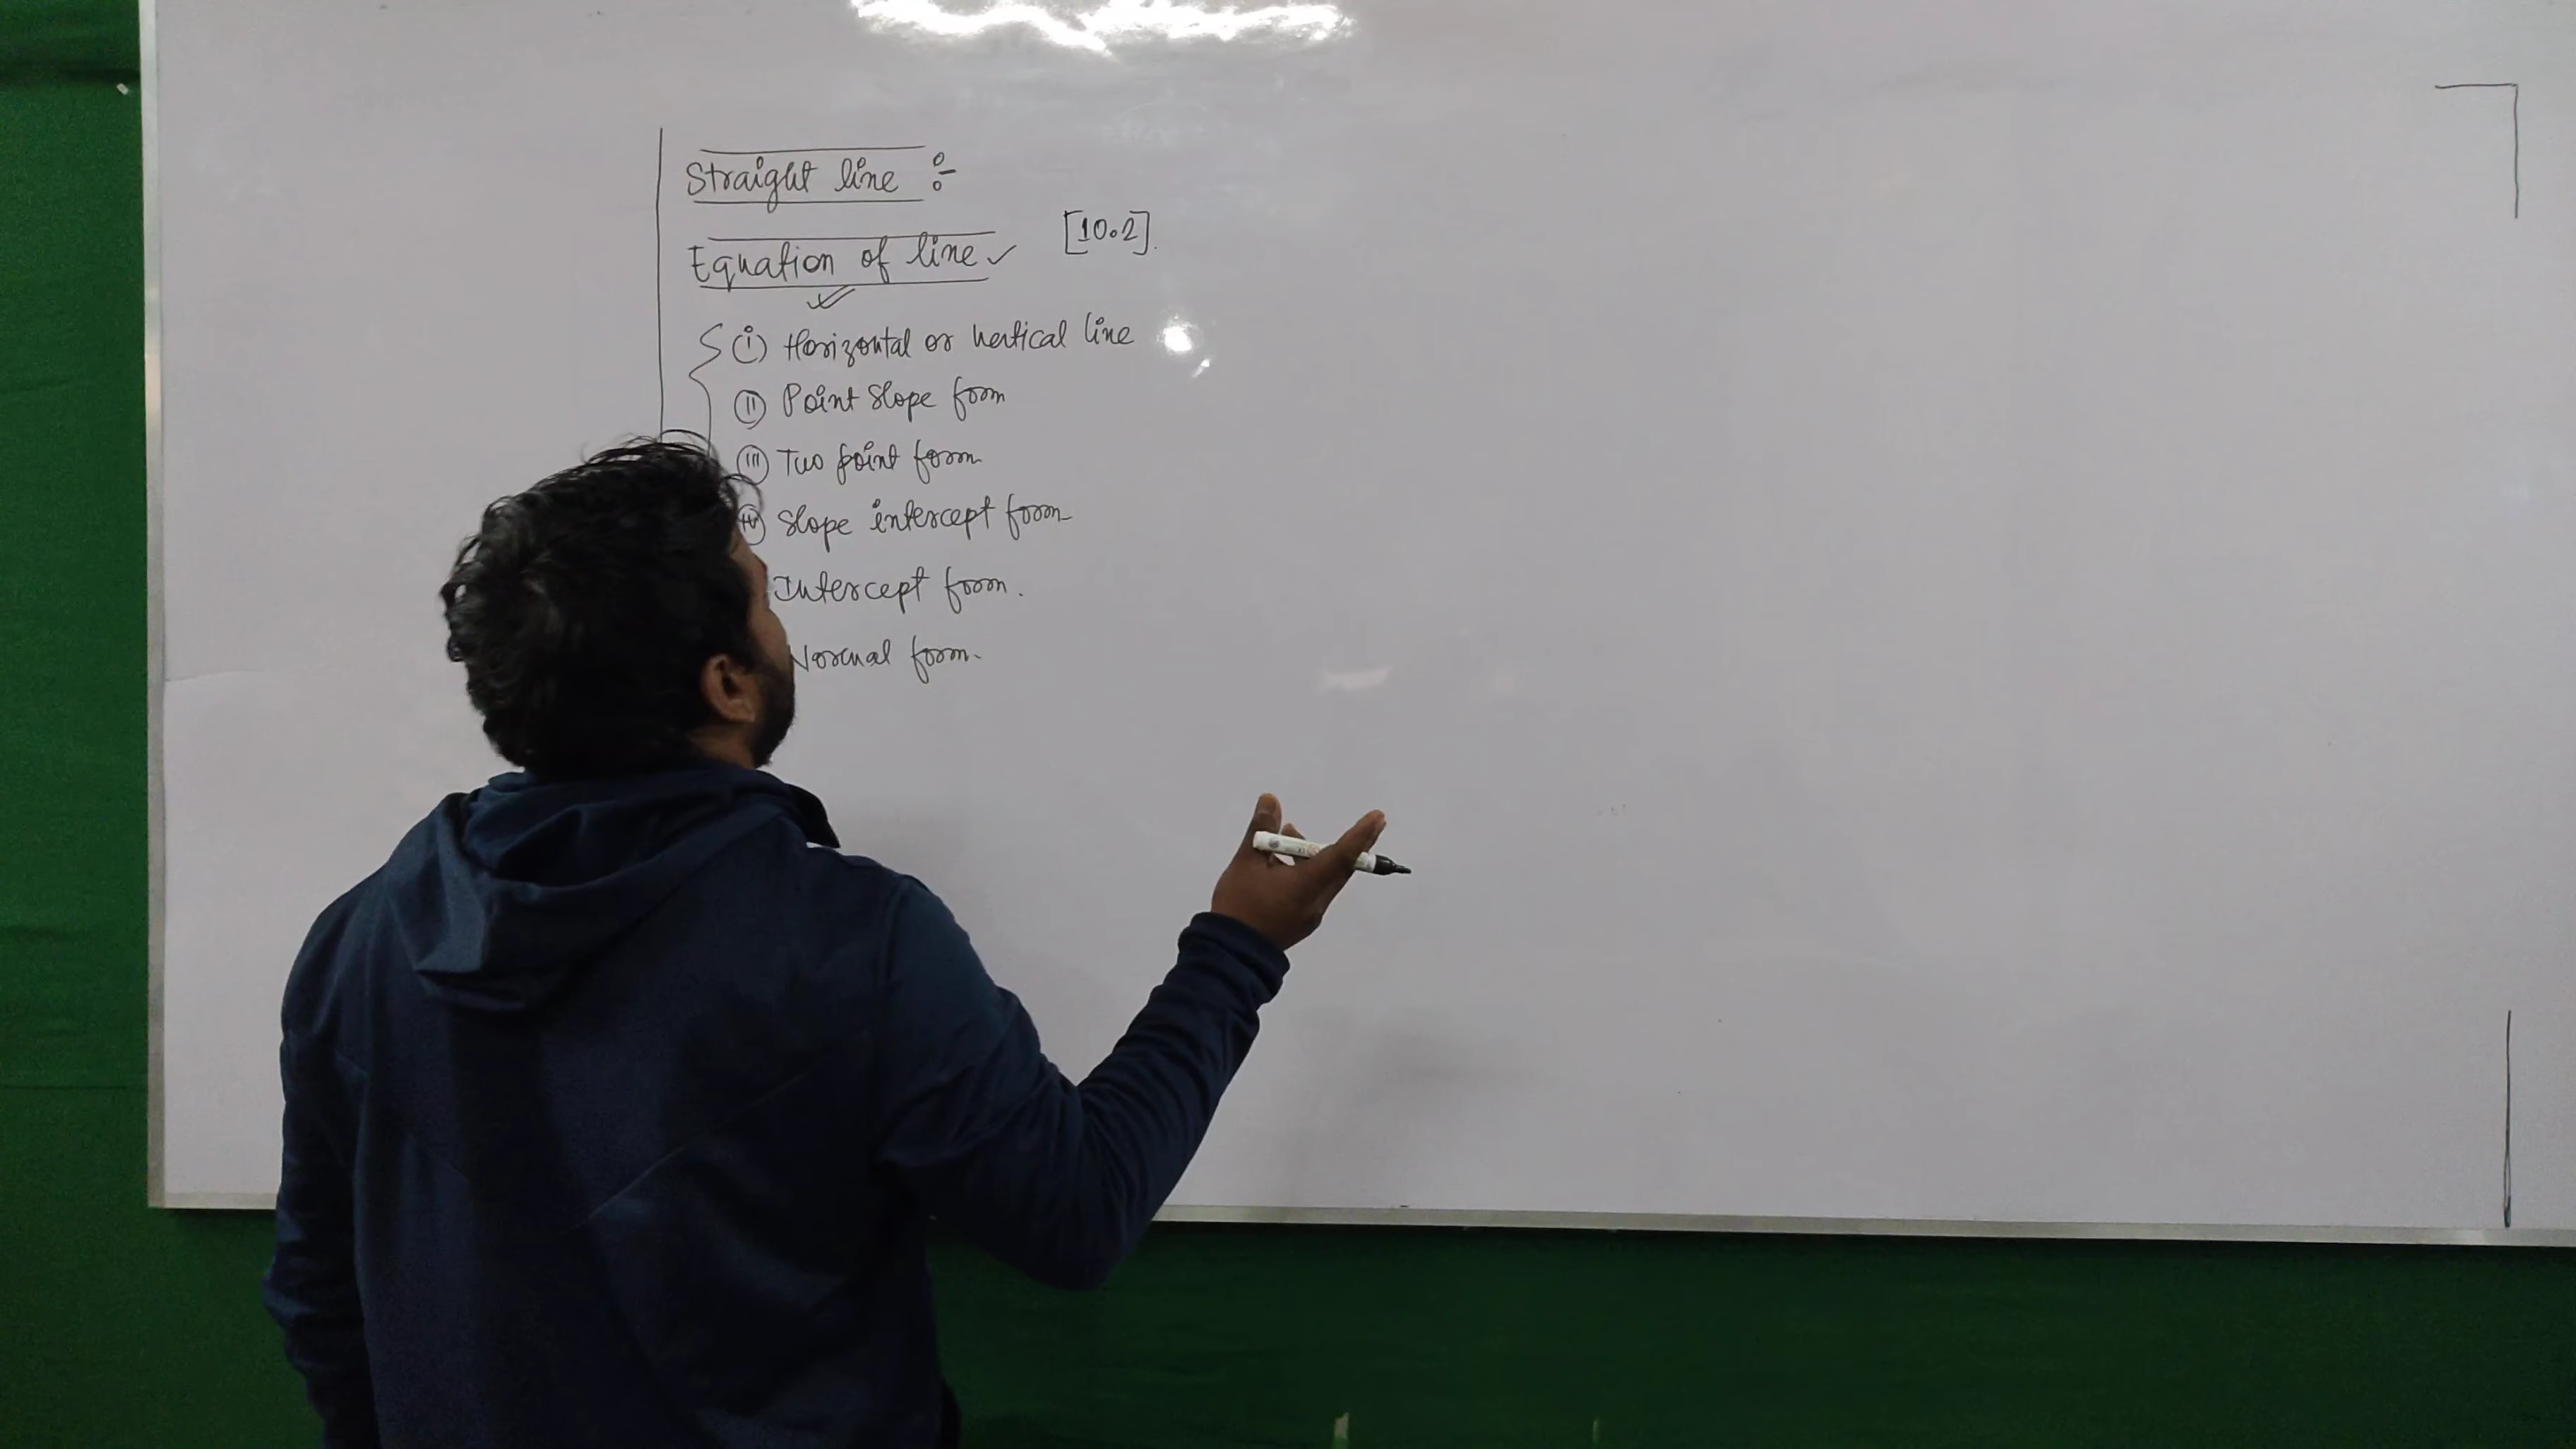 Straight line :-
Equation of line ✓ [10.2].
(i) Horizontal or vertical line
(ii) Point slope form
(iii) Two point form
(iv) Slope intercept form
Intercept form.
Normal form.